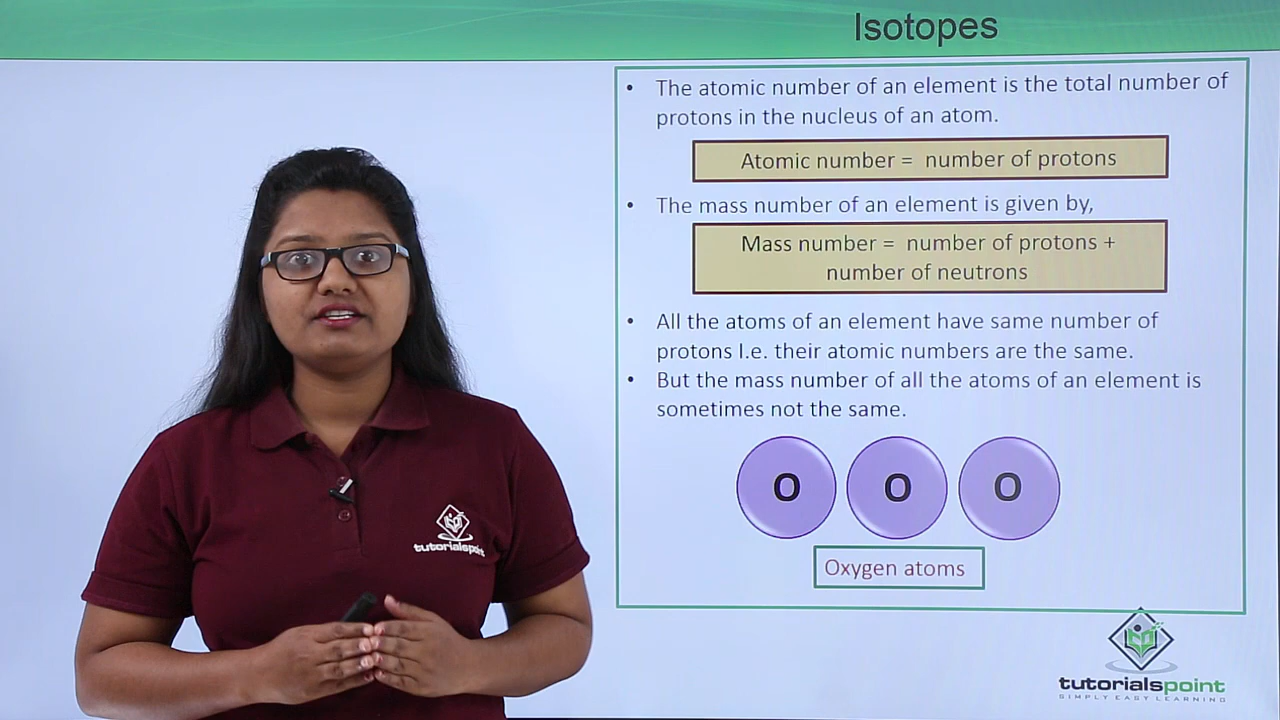 Isotopes
• The atomic number of an element is the total number of
protons in the nucleus of an atom.
Atomic number = number of protons
• The mass number of an element is given by,
Mass number = number of protons +
number of neutrons
• All the atoms of an element have same number of
protons I.e. their atomic numbers are the same.
• But the mass number of all the atoms of an element is
sometimes not the same.
O O O
Oxygen atoms
tutorialspoint
tutorialspoint
SIMPLY EASY LEARNING